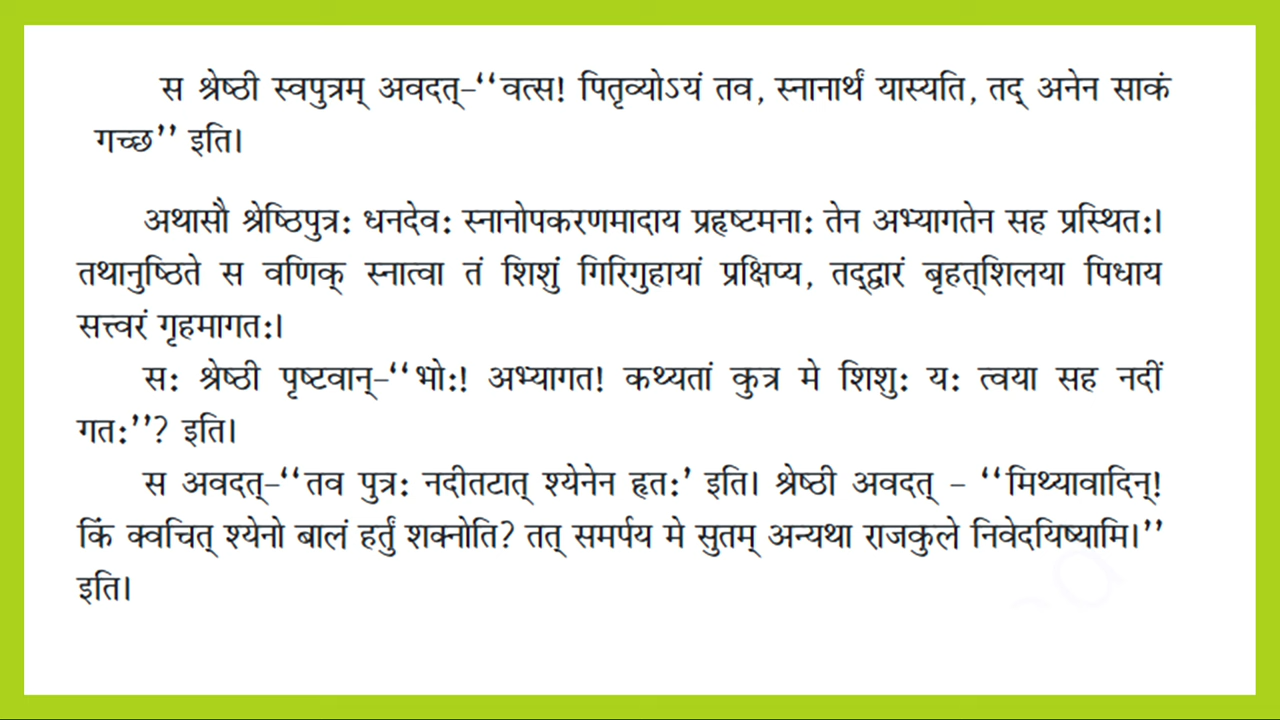 स श्रेष्ठी स्वपुत्रम् अवदत्–‘‘वत्स! पितृव्योऽयं तव, स्नानार्थं यास्यति, तद् अनेन साकं
गच्छ’’ इति।
अथासौ श्रेष्ठिपुत्र: धनदेव: स्नानोपकरणमादाय प्रहृष्टमना: तेन अभ्यागतेन सह प्रस्थित:।
तथानुष्ठिते स वणिक् स्नात्वा तं शिशुं गिरिगुहायां प्रक्षिप्य, तद्द्वारं बृहत्शिलया पिधाय
सत्त्वरं गृहमागत:।
स: श्रेष्ठी पृष्टवान्–‘‘भो:! अभ्यागत! कथ्यतां कुत्र मे शिशु: य: त्वया सह नदीं
गत:’’? इति।
स अवदत्–‘‘तव पुत्र: नदीतटात् श्येनेन हृत:’ इति। श्रेष्ठी अवदत् – ‘‘मिथ्यावादिन्!
किं क्वचित् श्येनो बालं हर्तुं शक्नोति? तत् समर्पय मे सुतम् अन्यथा राजकुले निवेदयिष्यामि।’’
इति।